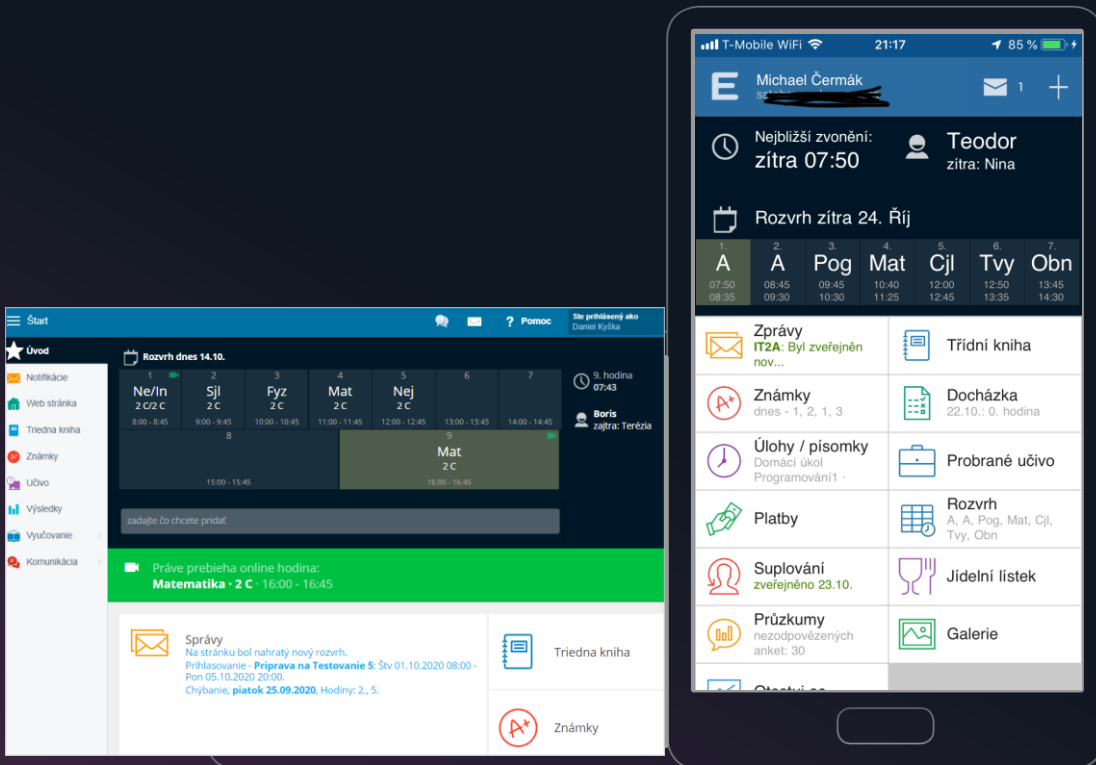 T-Mobile WiFi 21:17 85 %
E Michael Čermák 1
Nejbližší zvonění:
zítra 07:50
Teodor
zítra: Nina
Rozvrh zítra 24. Říj
1. 2. 3. 4. 5. 6. 7.
A A Pog Mat Cjl Tvy Obn
07:50 08:45 09:45 10:40 12:00 12:50 13:45
08:35 09:30 10:30 11:25 12:45 13:35 14:30
Zprávy
IT2A: Byl zveřejněn
nov...
Třídní kniha
Známky
dnes - 1, 2, 1, 3
Docházka
22.10.: 0. hodina
Úlohy / písomky
Domácí úkol
Programování1 ·
Probrané učivo
Platby
Rozvrh
A, A, Pog, Mat, Cjl,
Tvy, Obn
Suplování
zveřejněno 23.10.
Jídelní lístek
Průzkumy
nezodpovězených
anket: 30
Galerie
Štart
? Pomoc
Ste prihlásený ako
Daniel Kyška
Úvod
Notifikácie
Web stránka
Triedna kniha
Známky
Učivo
Výsledky
Vyučovanie
Komunikácia
Rozvrh dnes 14.10.
1 2 3 4 5 6 7
Ne/In Sjl Fyz Mat Nej
2 C/2 C 2 C 2 C 2 C 2 C
8:00 - 8:45 9:00 - 9:45 10:00 - 10:45 11:00 - 11:45 12:00 - 12:45 13:00 - 13:45 14:00 - 14:45
8 9
Mat
2 C
15:00 - 15:45 16:00 - 16:45
9. hodina
07:43
Boris
zajtra: Terézia
zadajte čo chcete pridať
Práve prebieha online hodina:
Matematika · 2 C · 16:00 - 16:45
Správy
Na stránku bol nahratý nový rozvrh.
Prihlasovanie - Priprava na Testovanie 5: Štv 01.10.2020 08:00 -
Pon 05.10.2020 20:00.
Chýbanie, piatok 25.09.2020, Hodiny: 2., 5.
Triedna kniha
A+ Známky